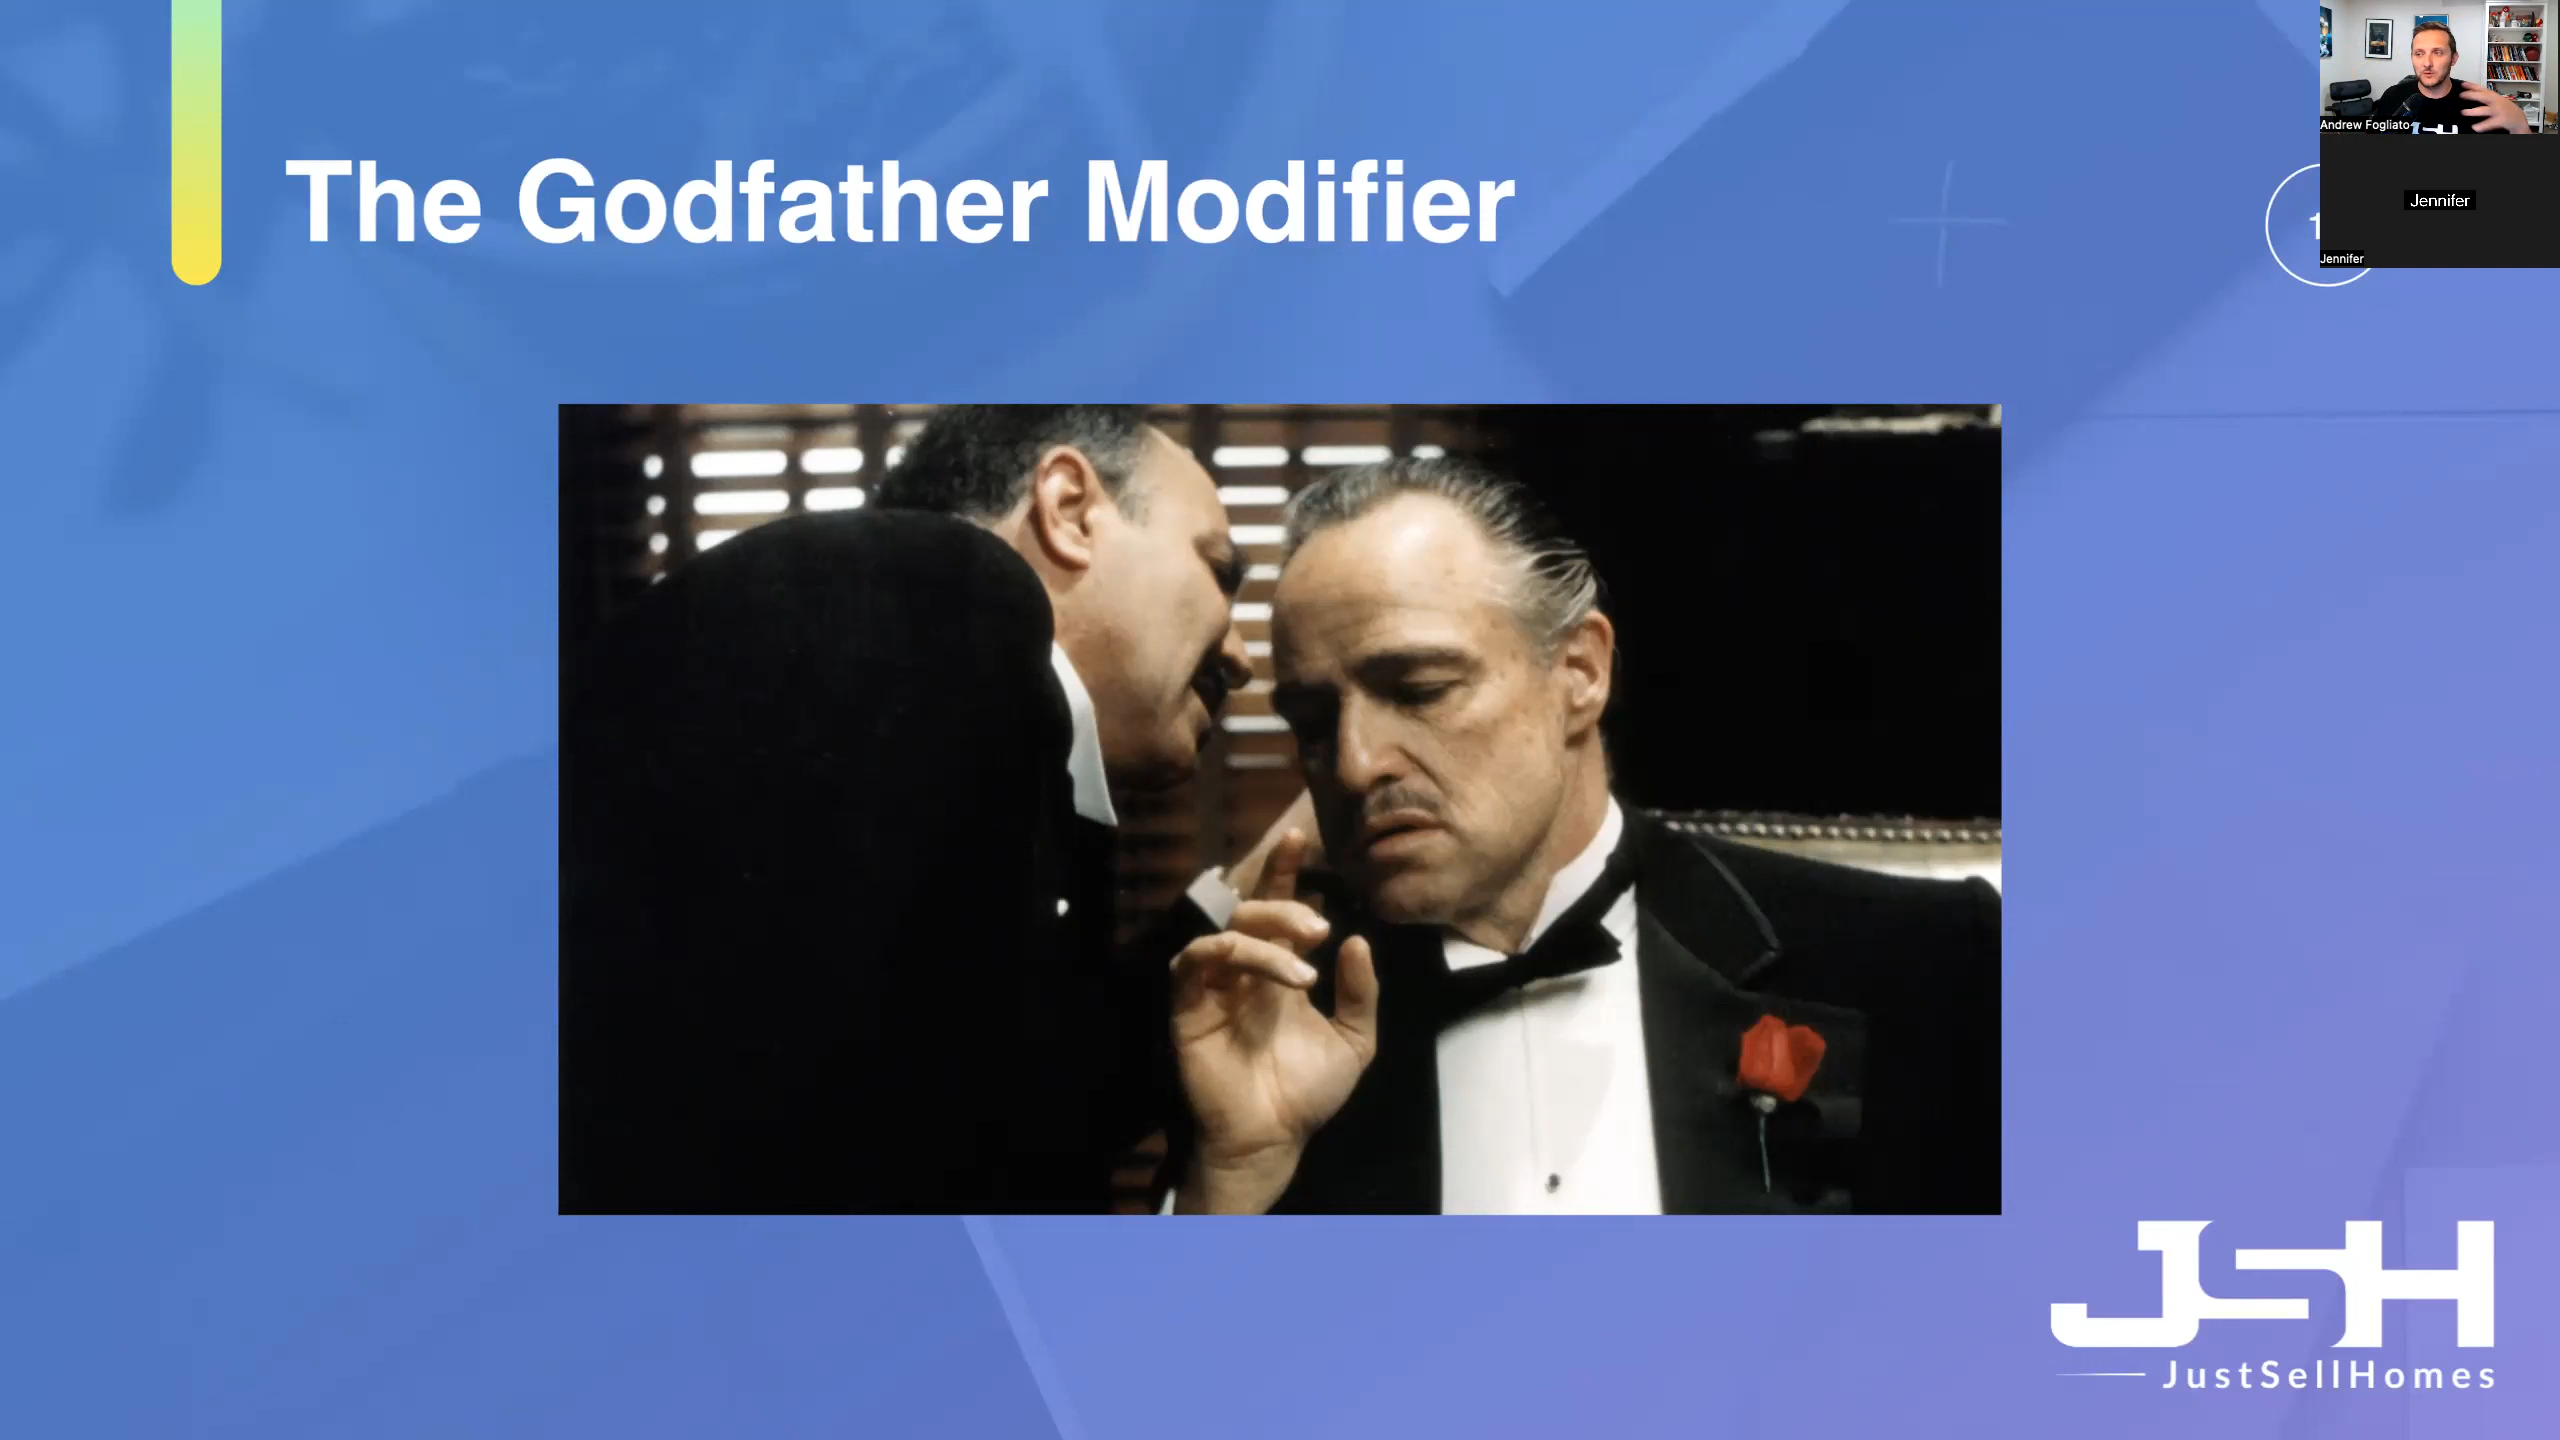 The Godfather Modifier
Andrew Fogliato
Jennifer
Jennifer
JSH
JustSellHomes